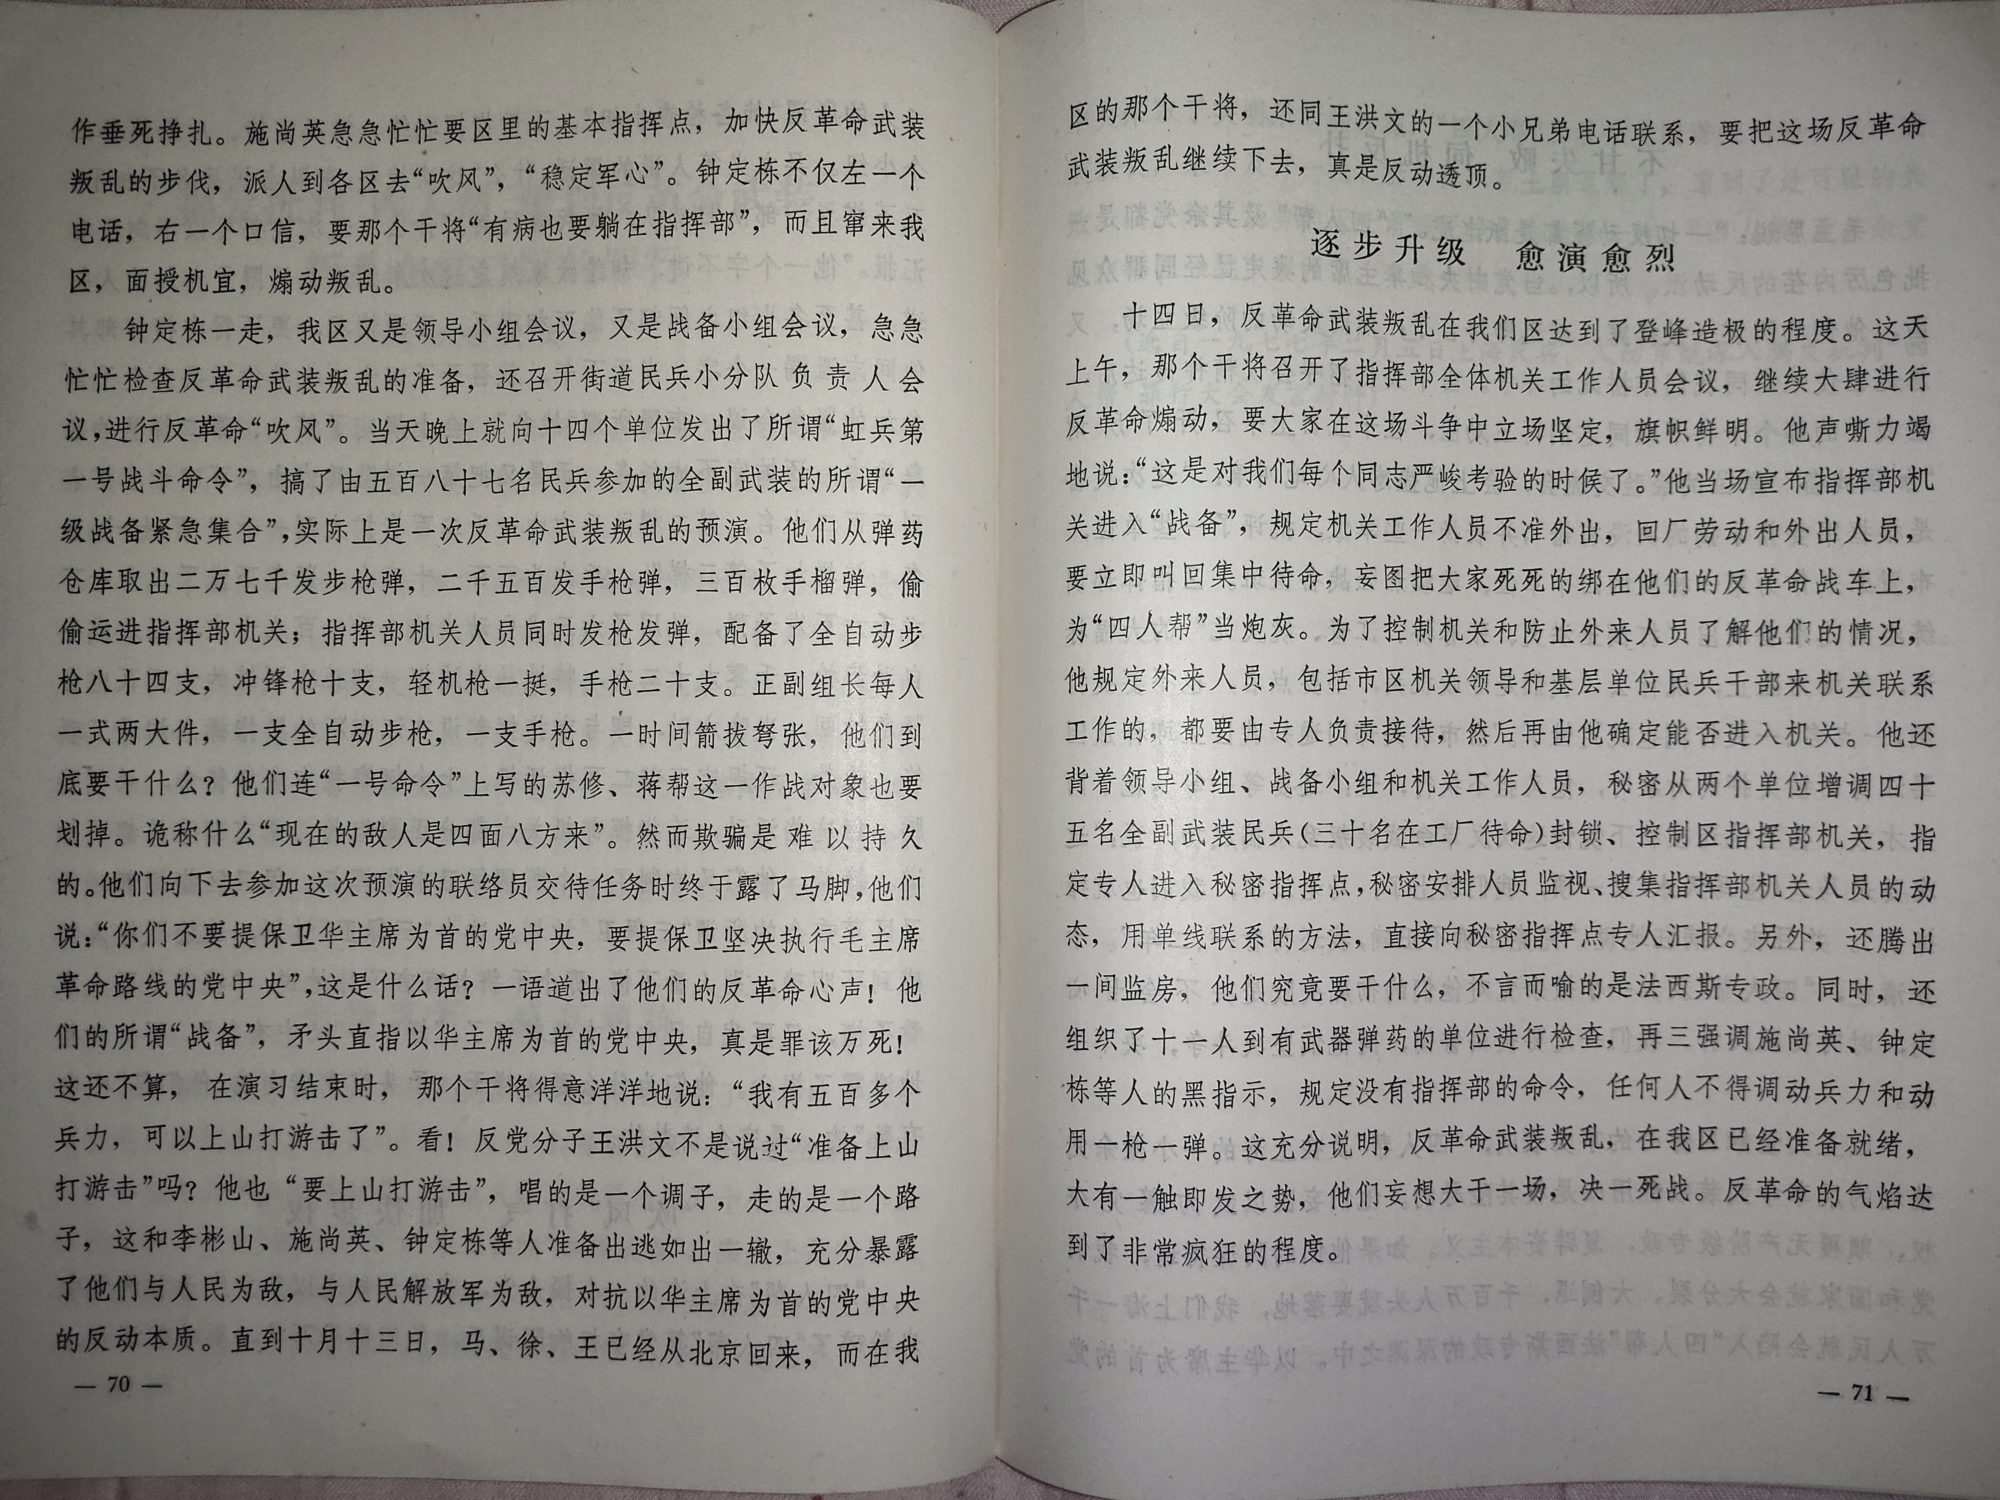 作垂死挣扎。施尚英急急忙忙要区里的基本指挥点，加快反革命武装
叛乱的步伐，派人到各区去“吹风”，“稳定军心”。钟定栋不仅左一个
电话，右一个口信，要那个干将“有病也要躺在指挥部”，而且窜来我
区，面授机宜，煽动叛乱。
钟定栋一走，我区又是领导小组会议，又是战备小组会议，急急
忙忙检查反革命武装叛乱的准备，还召开街道民兵小分队负责人会
议，进行反革命“吹风”。当天晚上就向十四个单位发出了所谓“虹兵第
一号战斗命令”，搞了由五百八十七名民兵参加的全副武装的所谓“一
级战备紧急集合”，实际上是一次反革命武装叛乱的预演。他们从弹药
仓库取出二万七千发步枪弹，二千五百发手枪弹，三百枚手榴弹，偷
偷运进指挥部机关；指挥部机关人员同时发枪发弹，配备了全自动步
枪八十四支，冲锋枪十支，轻机枪一挺，手枪二十支。正副组长每人
一式两大件，一支全自动步枪，一支手枪。一时间箭拔弩张，他们到
底要干什么？他们连“一号命令”上写的苏修、蒋帮这一作战对象也要
划掉。诡称什么“现在的敌人是四面八方来”。然而欺骗是难以持久
的。他们向下去参加这次预演的联络员交待任务时终于露了马脚，他们
说：“你们不要提保卫华主席为首的党中央，要提保卫坚决执行毛主席
革命路线的党中央”，这是什么话？一语道出了他们的反革命心声！他
们的所谓“战备”，矛头直指以华主席为首的党中央，真是罪该万死！
这还不算，在演习结束时，那个干将得意洋洋地说：“我有五百多个
兵力，可以上山打游击了”。看！反党分子王洪文不是说过“准备上山
打游击”吗？他也“要上山打游击”，唱的是一个调子，走的是一个路
子，这和李彬山、施尚英、钟定栋等人准备出逃如出一辙，充分暴露
了他们与人民为敌，与人民解放军为敌，对抗以华主席为首的党中央
的反动本质。直到十月十三日，马、徐、王已经从北京回来，而在我
— 70 —
区的那个干将，还同王洪文的一个小兄弟电话联系，要把这场反革命
武装叛乱继续下去，真是反动透顶。
逐步升级　愈演愈烈
十四日，反革命武装叛乱在我们区达到了登峰造极的程度。这天
上午，那个干将召开了指挥部全体机关工作人员会议，继续大肆进行
反革命煽动，要大家在这场斗争中立场坚定，旗帜鲜明。他声嘶力竭
地说：“这是对我们每个同志严峻考验的时候了。”他当场宣布指挥部机
关进入“战备”，规定机关工作人员不准外出，回厂劳动和外出人员，
要立即叫回集中待命，妄图把大家死死的绑在他们的反革命战车上，
为“四人帮”当炮灰。为了控制机关和防止外来人员了解他们的情况，
他规定外来人员，包括市区机关领导和基层单位民兵干部来机关联系
工作的，都要由专人负责接待，然后再由他确定能否进入机关。他还
背着领导小组、战备小组和机关工作人员，秘密从两个单位增调四十
五名全副武装民兵(三十名在工厂待命)封锁、控制区指挥部机关，指
定专人进入秘密指挥点，秘密安排人员监视、搜集指挥部机关人员的动
态，用单线联系的方法，直接向秘密指挥点专人汇报。另外，还腾出
一间监房，他们究竟要干什么，不言而喻的是法西斯专政。同时，还
组织了十一人到有武器弹药的单位进行检查，再三强调施尚英、钟定
栋等人的黑指示，规定没有指挥部的命令，任何人不得调动兵力和动
用一枪一弹。这充分说明，反革命武装叛乱，在我区已经准备就绪，
大有一触即发之势，他们妄想大干一场，决一死战。反革命的气焰达
到了非常疯狂的程度。
— 71 —